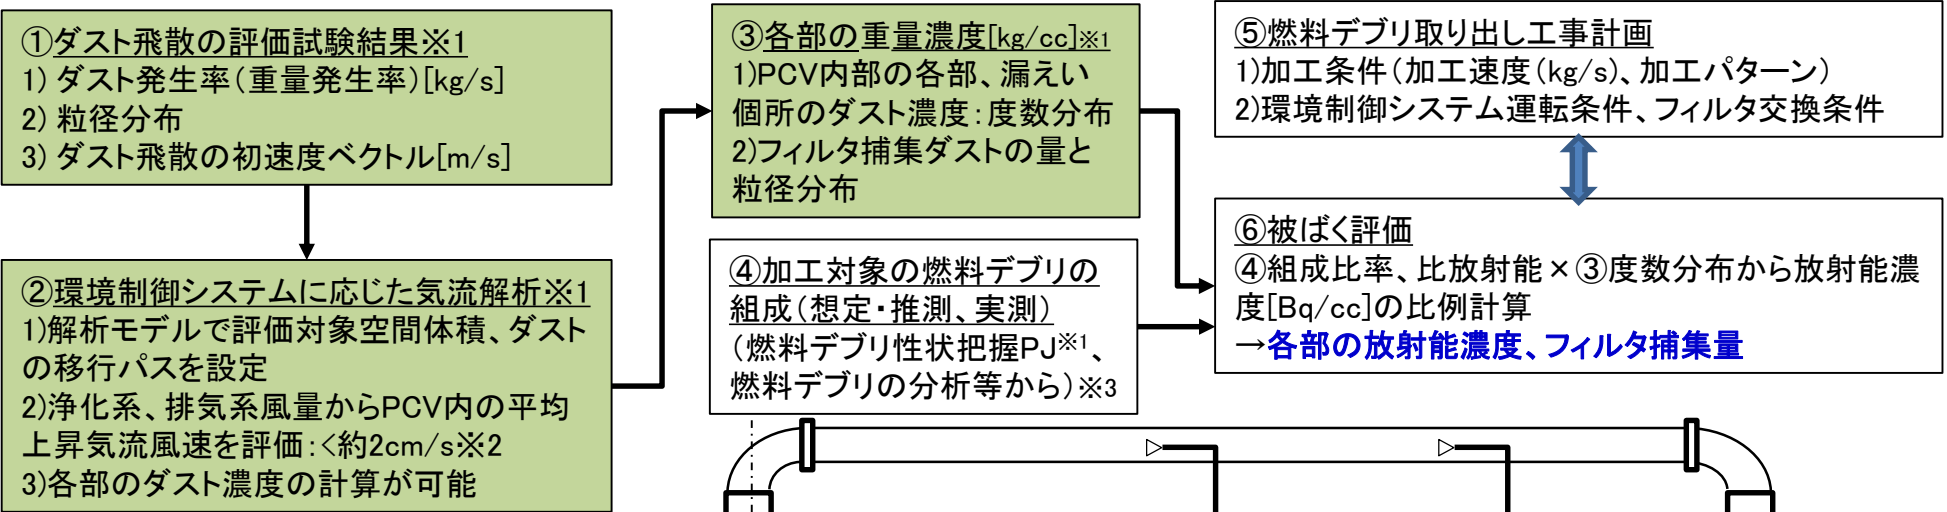 ①ダスト飛散の評価試験結果※1
1) ダスト発生率(重量発生率)[kg/s]
2) 粒径分布
3) ダスト飛散の初速度ベクトル[m/s]
②環境制御システムに応じた気流解析※1
1)解析モデルで評価対象空間体積、ダスト
の移行パスを設定
2)浄化系、排気系風量からPCV内の平均
上昇気流風速を評価:<約2cm/s※2
3)各部のダスト濃度の計算が可能
③各部の重量濃度[kg/cc]※1
1)PCV内部の各部、漏えい
個所のダスト濃度:度数分布
2)フィルタ捕集ダストの量と
粒径分布
④加工対象の燃料デブリの
組成(想定・推測、実測)
(燃料デブリ性状把握PJ※1、
燃料デブリの分析等から)※3
⑤燃料デブリ取り出し工事計画
1)加工条件(加工速度(kg/s)、加工パターン)
2)環境制御システム運転条件、フィルタ交換条件
⑥被ばく評価
④組成比率、比放射能×③度数分布から放射能濃
度[Bq/cc]の比例計算
→各部の放射能濃度、フィルタ捕集量